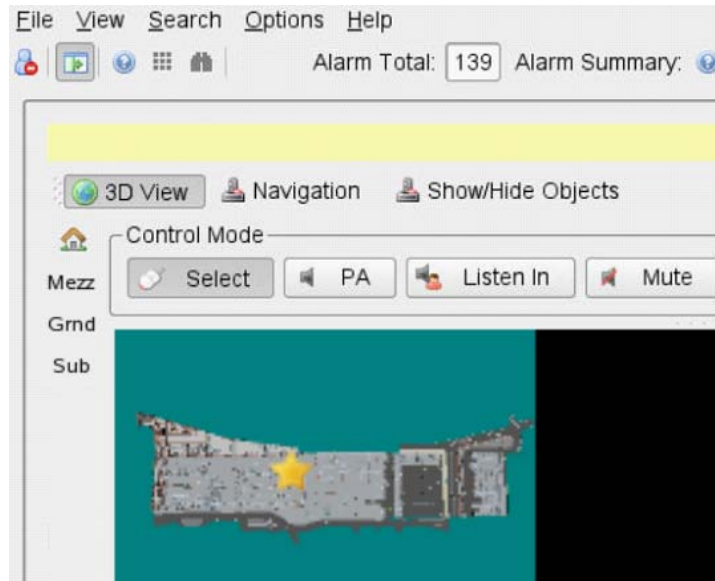 File View Search Options Help
Alarm Total: 139 Alarm Summary:
3D View Navigation Show/Hide Objects
Control Mode
Select PA Listen In Mute
Mezz
Grnd
Sub